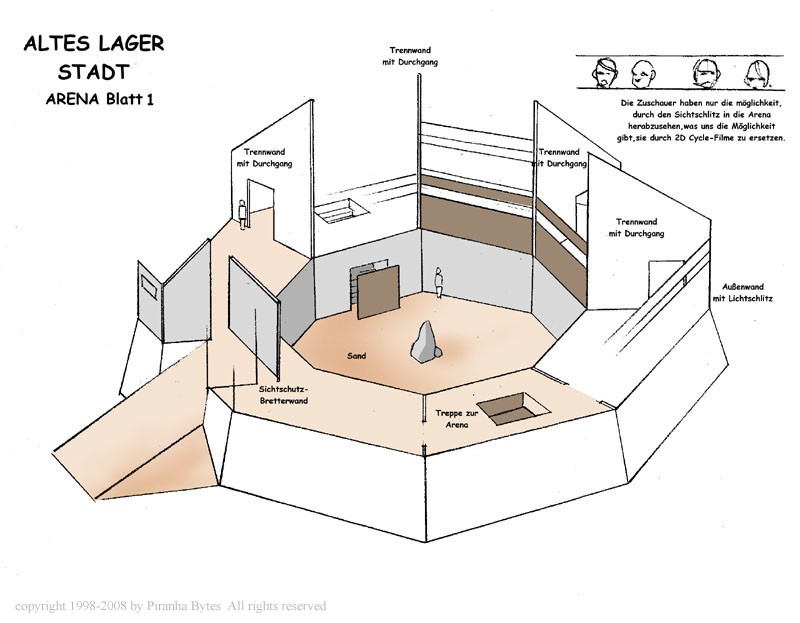 ALTES LAGER
STADT
ARENA Blatt 1
Trennwand
mit Durchgang
Die Zuschauer haben nur die möglichkeit,
durch den Sichtschlitz in die Arena
herabzusehen,was uns die Möglichkeit
gibt,sie durch 2D Cycle-Filme zu ersetzen.
Trennwand
mit Durchgang
Trennwand
mit Durchgang
Trennwand
mit Durchgang
Außenwand
mit Lichtschlitz
Sand
Sichtschutz-
Bretterwand
Treppe zur
Arena
copyright 1998-2008 by Piranha Bytes All rights reserved